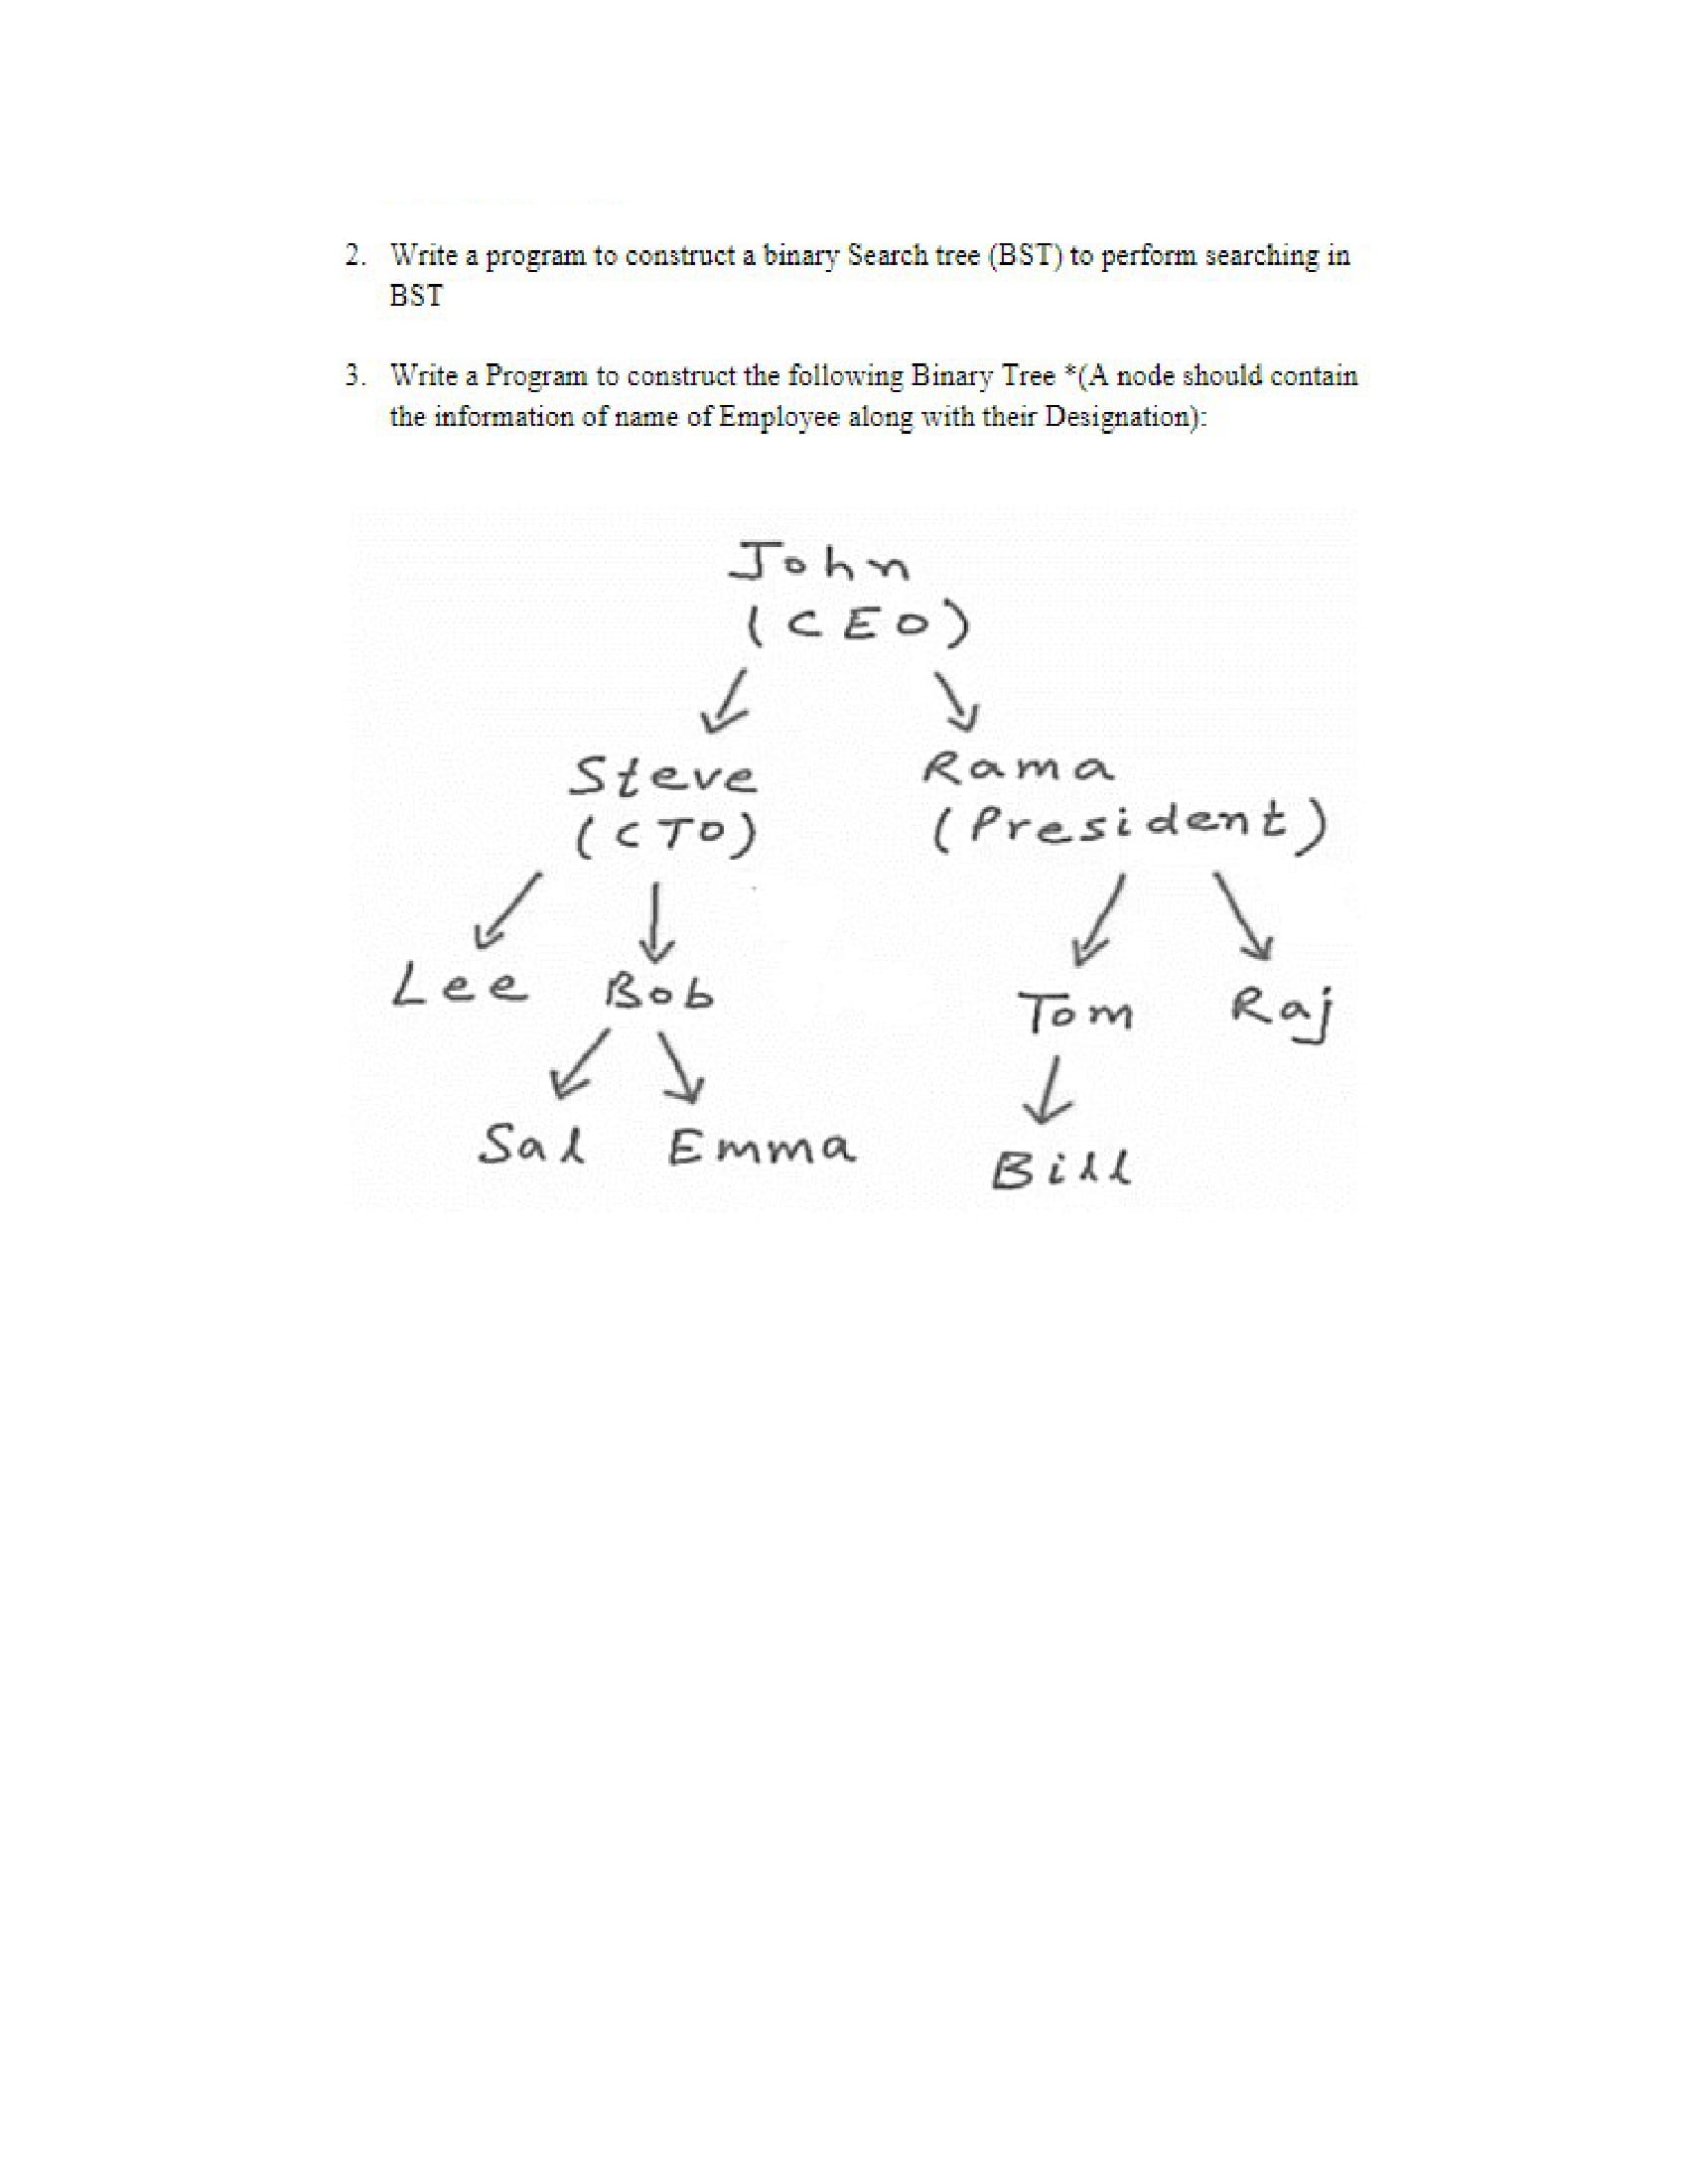 2. Write a program to construct a binary Search tree (BST) to perform searching in
BST
3. Write a Program to construct the following Binary Tree *(A node should contain
the information of name of Employee along with their Designation):
John
(CEO)
Steve Rama
(CTO) (President)
Lee Bob Tom Raj
Sal Emma Bill